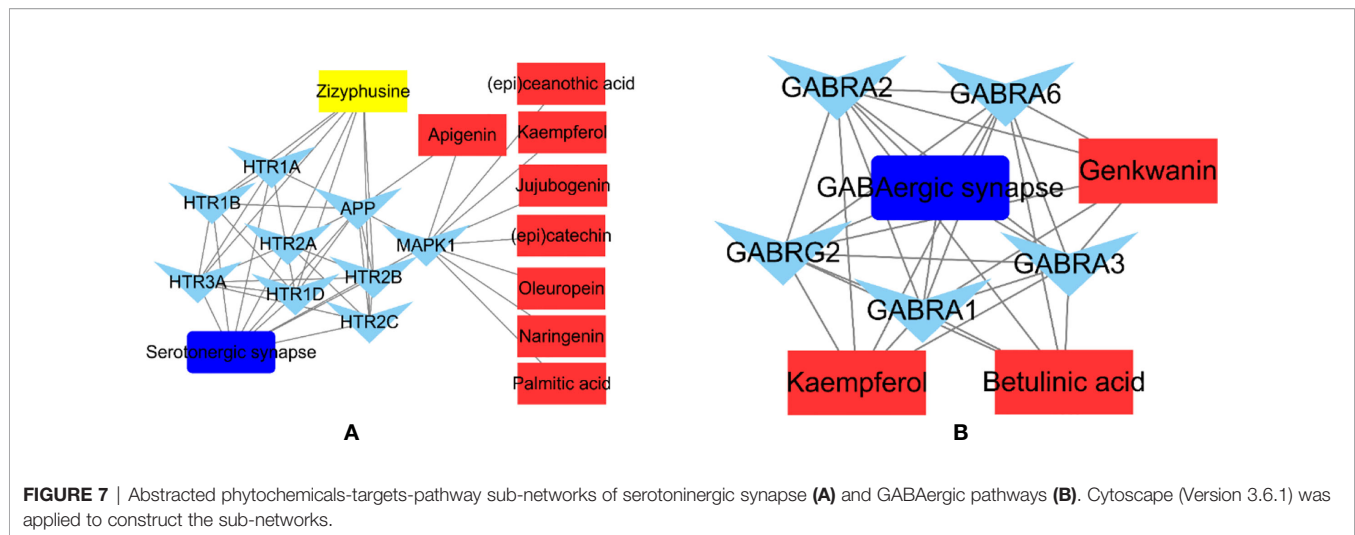 Zizyphusine
(epi)ceanothic acid
Apigenin
Kaempferol
HTR1A
Jujubogenin
HTR1B
APP
HTR2A
MAPK1
(epi)catechin
HTR3A
HTR2B
HTR1D
Oleuropein
HTR2C
Naringenin
Serotonergic synapse
Palmitic acid
A
GABRA2
GABRA6
Genkwanin
GABAergic synapse
GABRG2
GABRA3
GABRA1
Kaempferol
Betulinic acid
B
FIGURE 7 | Abstracted phytochemicals-targets-pathway sub-networks of serotoninergic synapse (A) and GABAergic pathways (B). Cytoscape (Version 3.6.1) was
applied to construct the sub-networks.